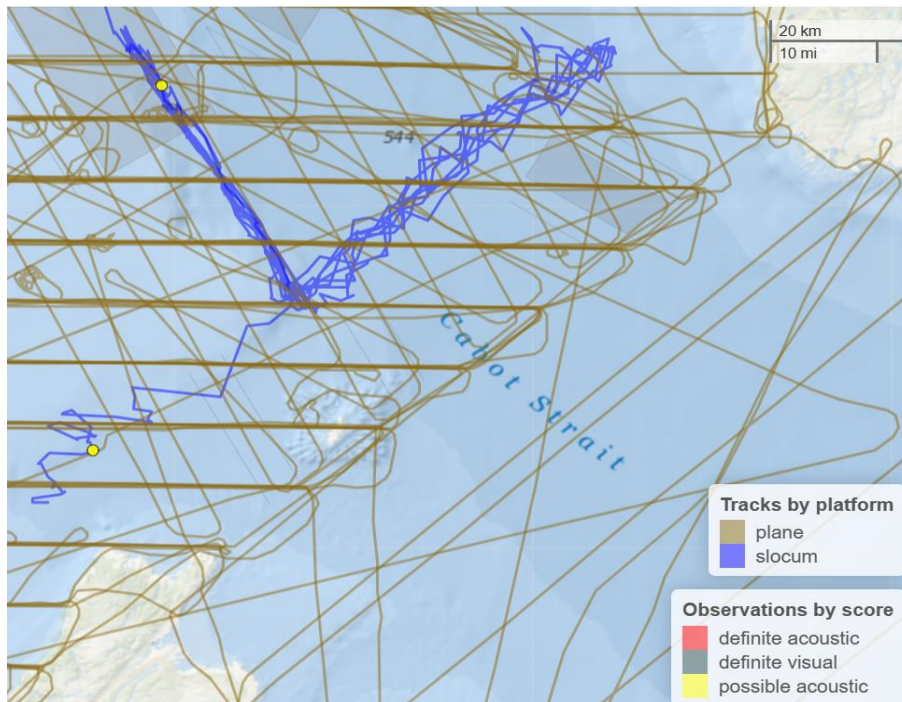 20 km
10 mi
544
Cabot Strait
Tracks by platform
plane
slocum
Observations by score
definite acoustic
definite visual
possible acoustic